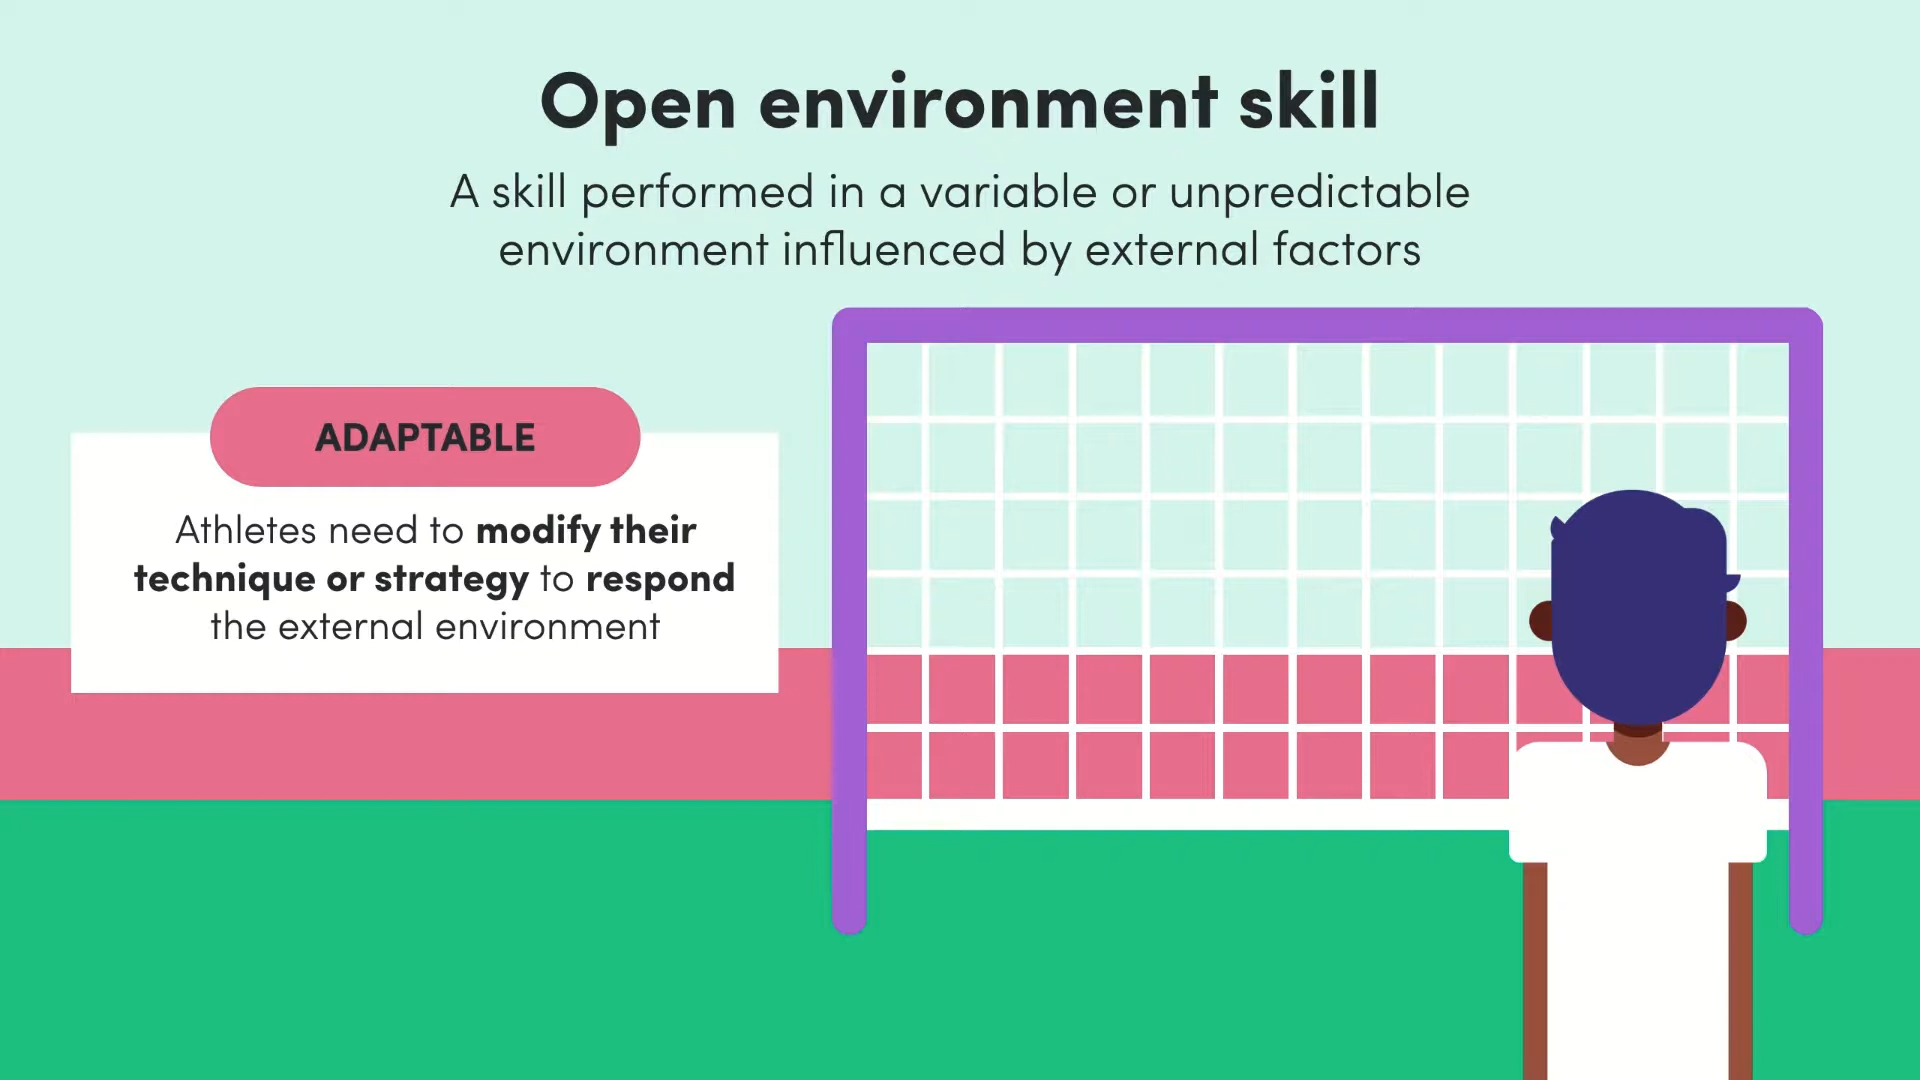 Open environment skill
A skill performed in a variable or unpredictable
environment influenced by external factors
ADAPTABLE
Athletes need to modify their
technique or strategy to respond
the external environment